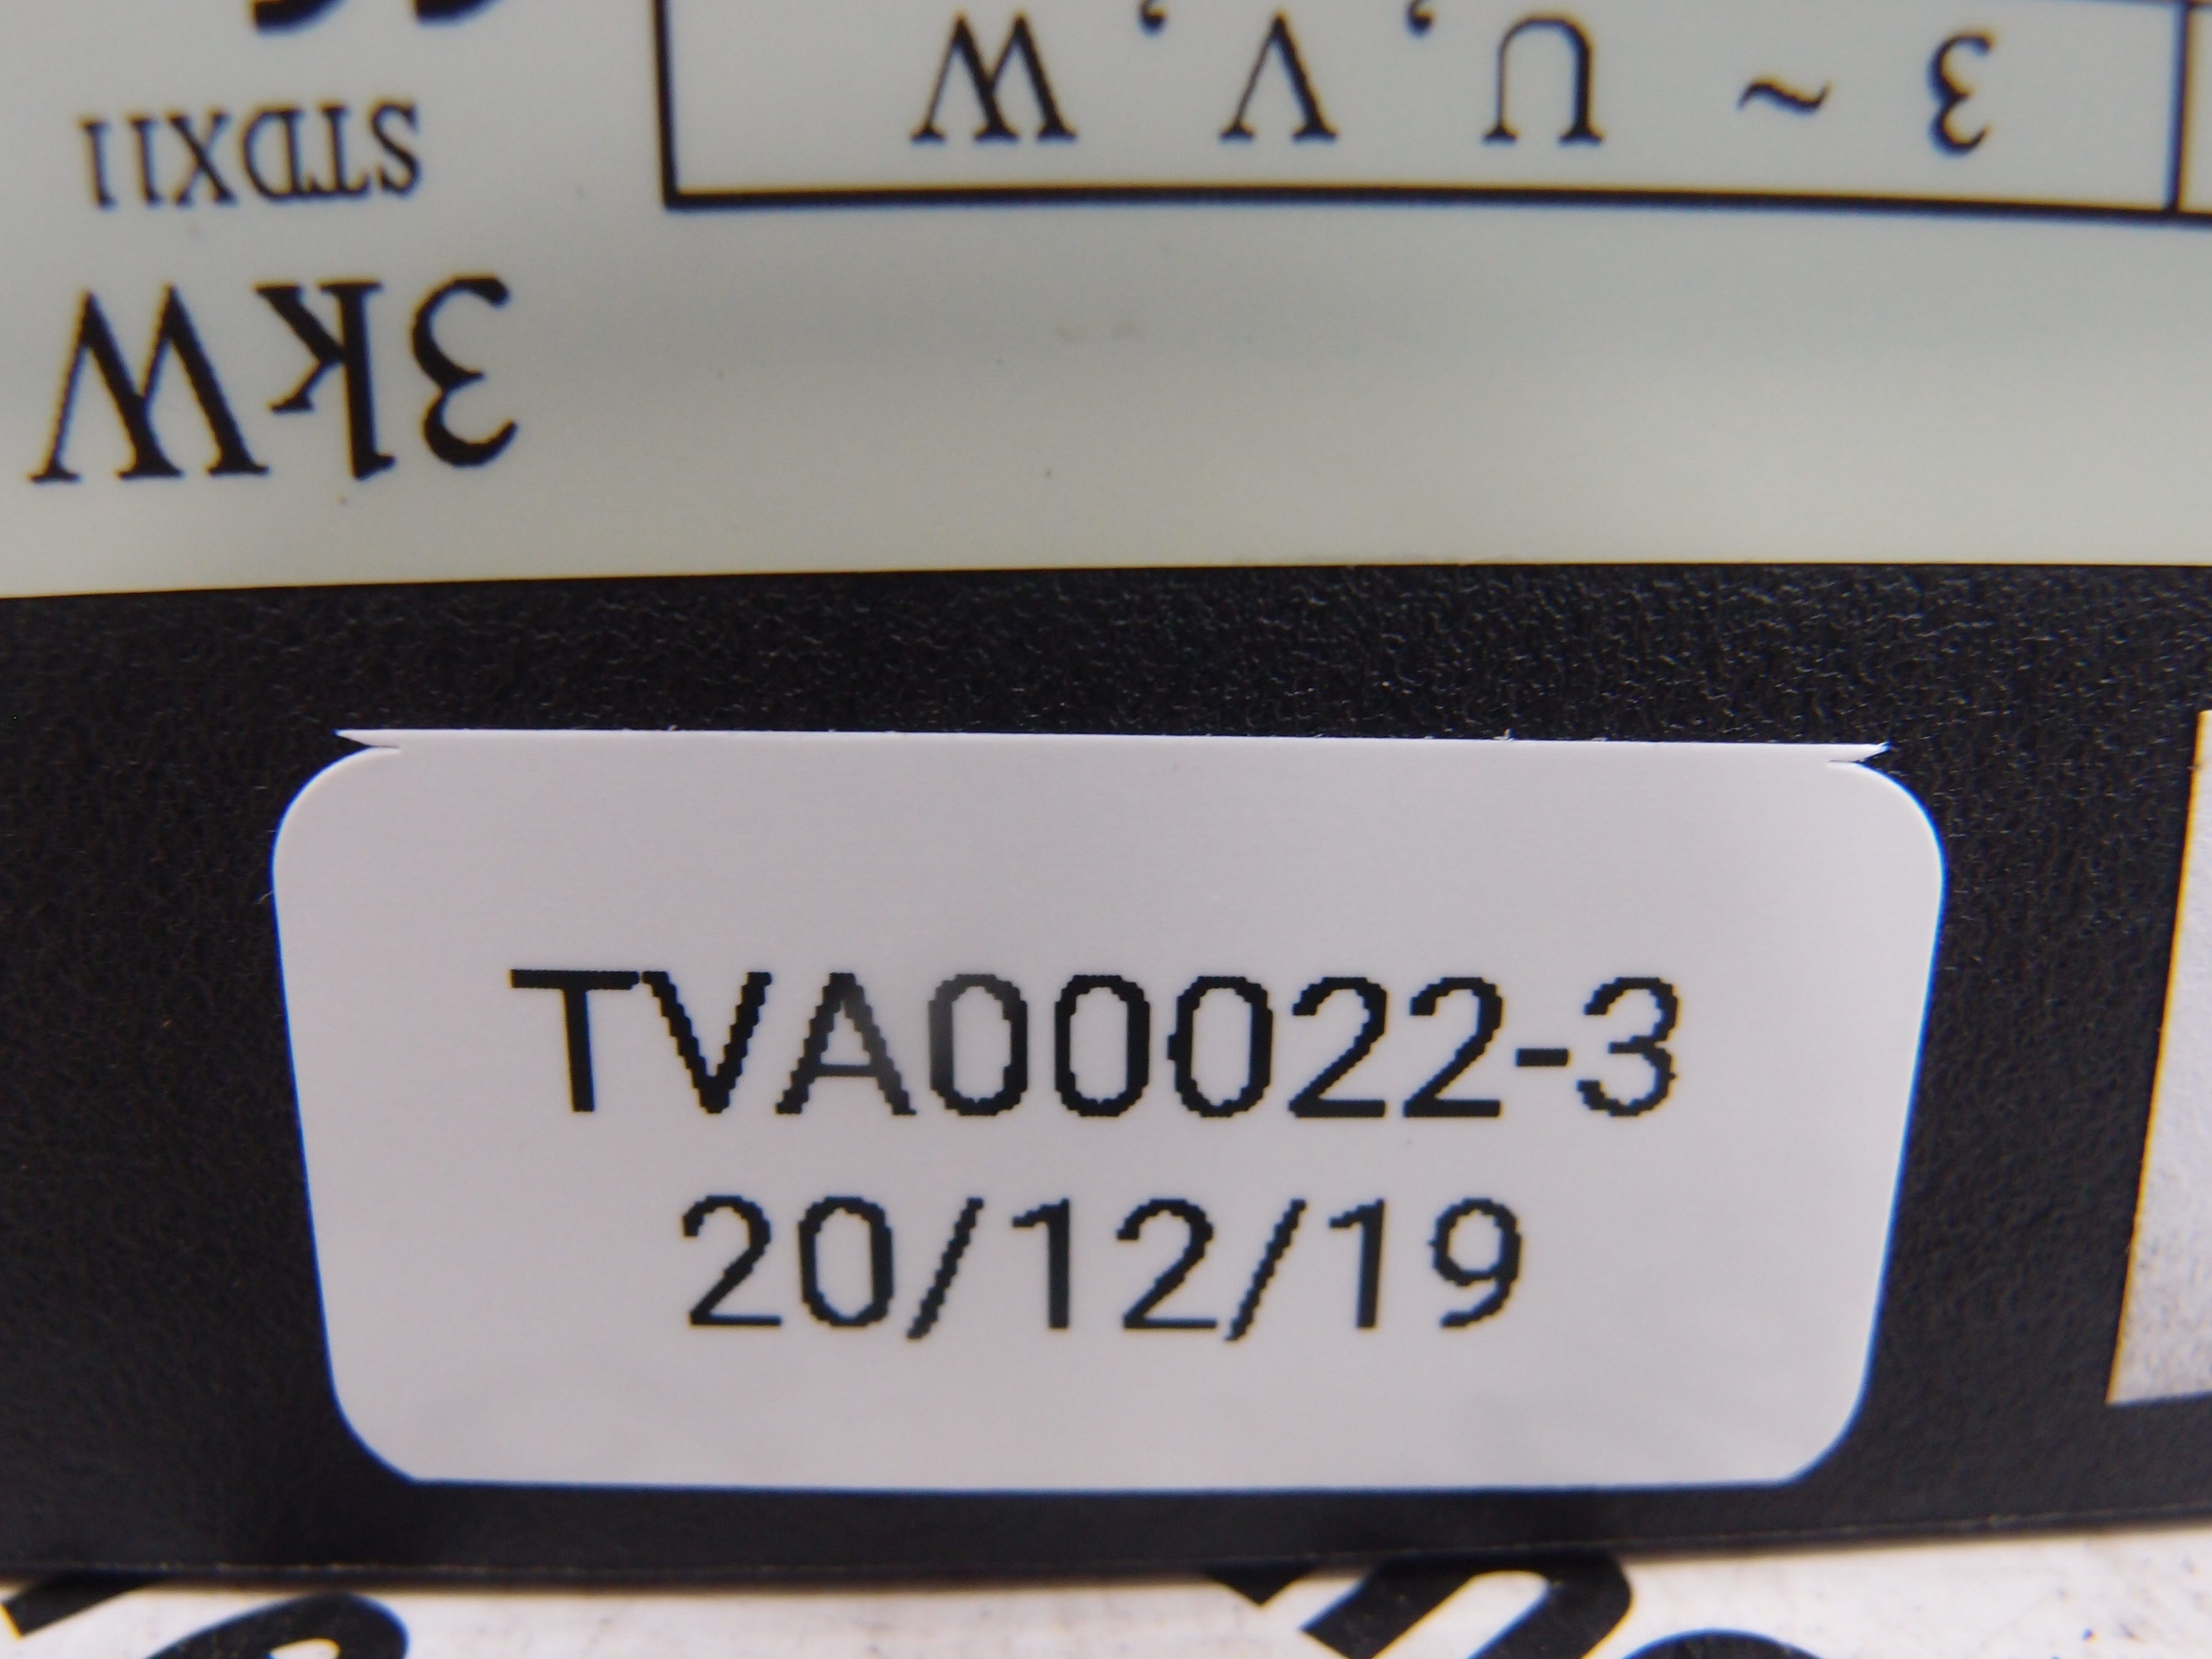 3 ~ U, V, W
STDX11
3kW
TVA00022-3
20/12/19